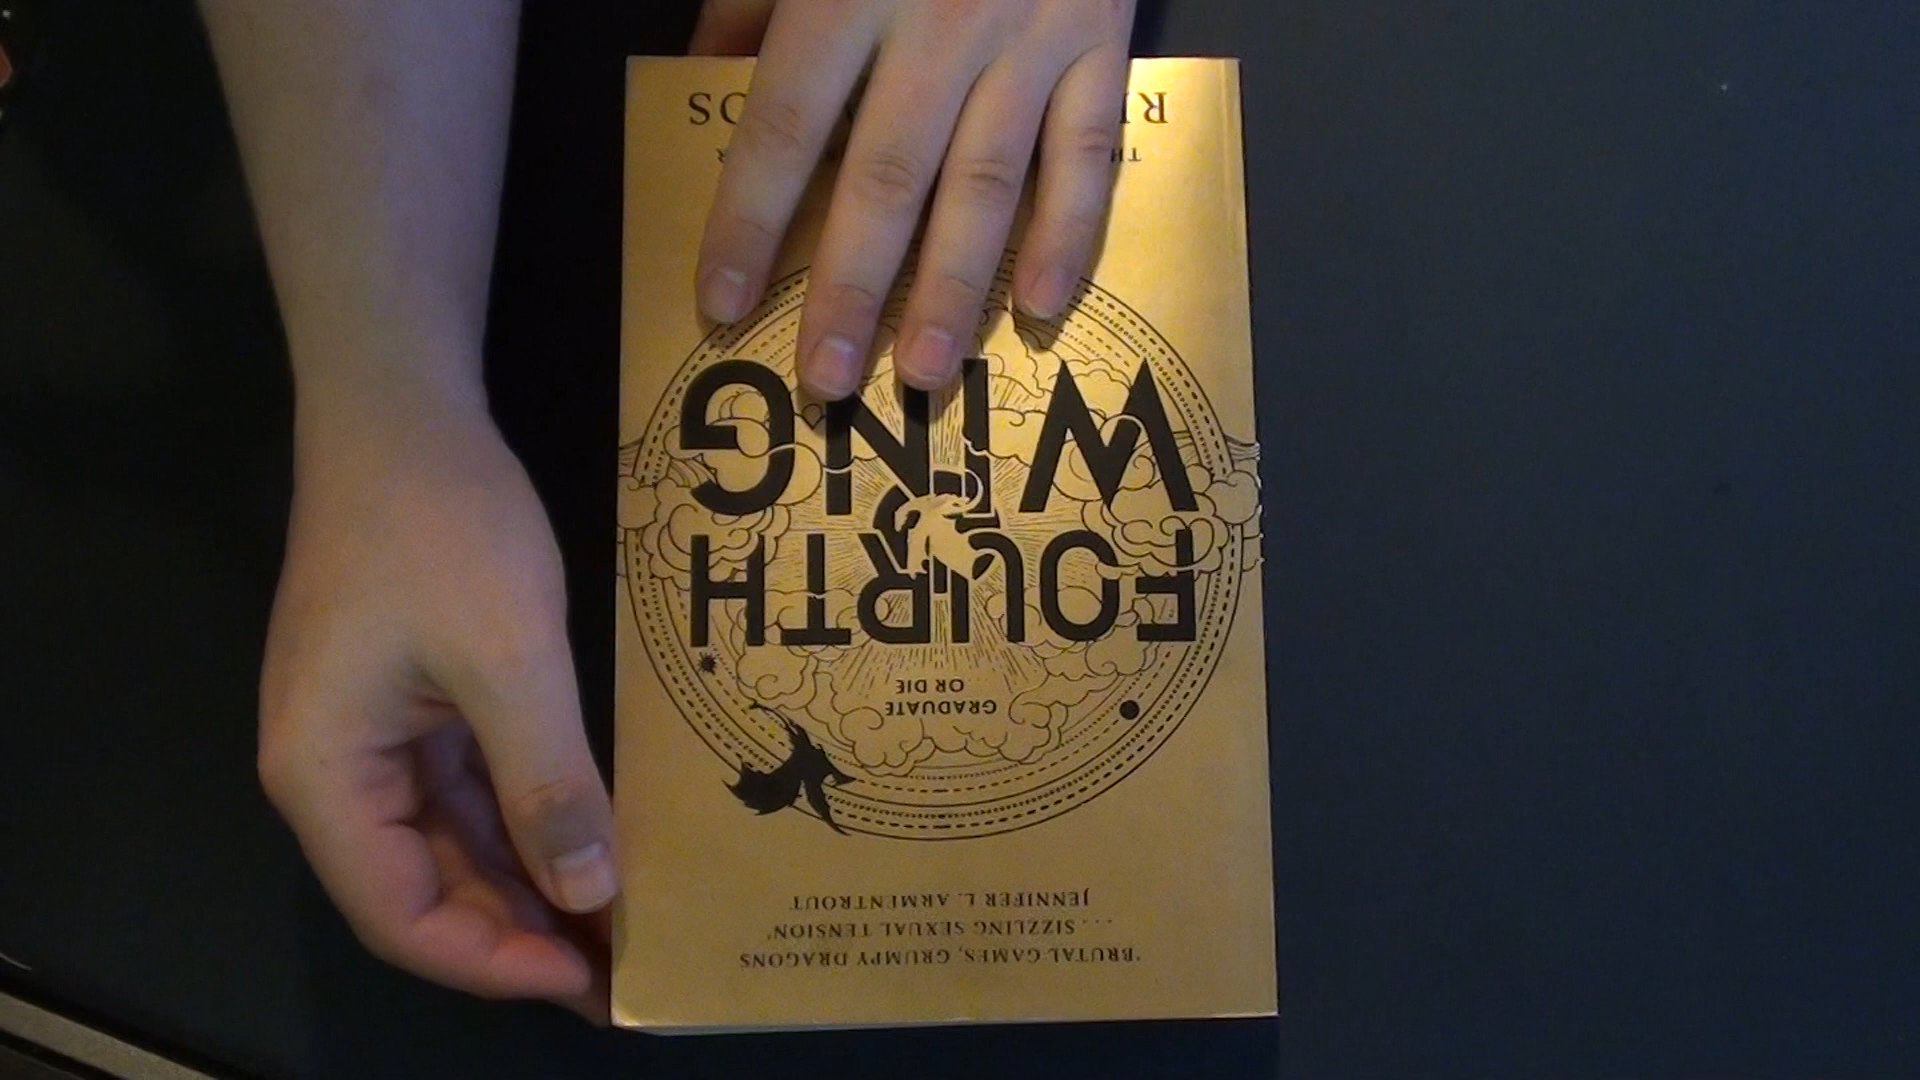 'BRUTAL GAMES, GRUMPY DRAGONS
. . . SIZZLING SEXUAL TENSION'
JENNIFER L. ARMENTROUT
GRADUATE
OR DIE
FOURTH
WING